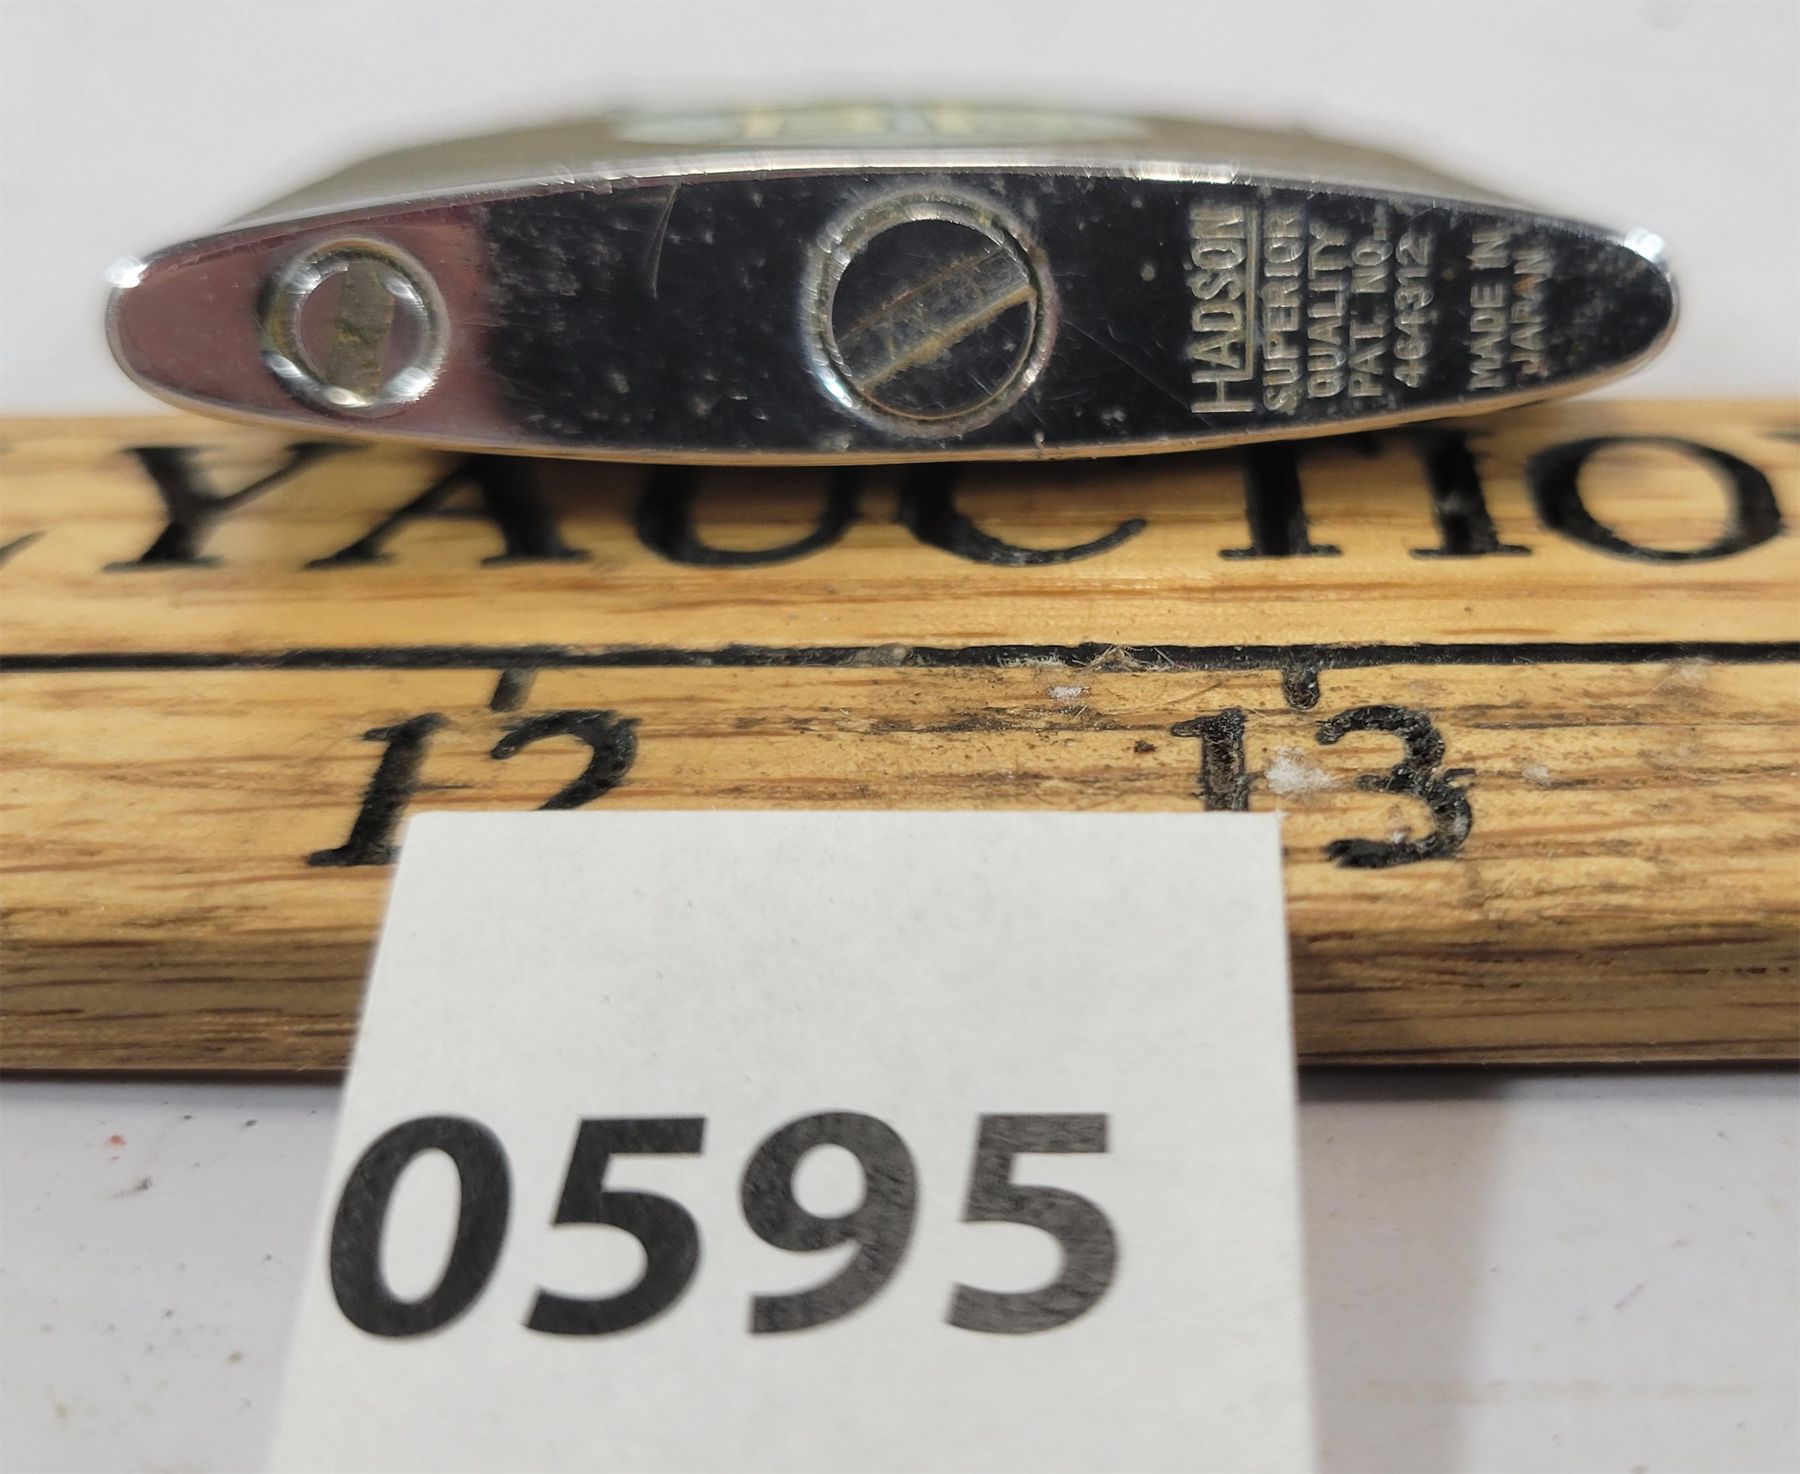 HADSON
SUPERIOR
QUALITY
PAT. NO.
464312
MADE IN
JAPAN
YAUCTIO
12
13
0595